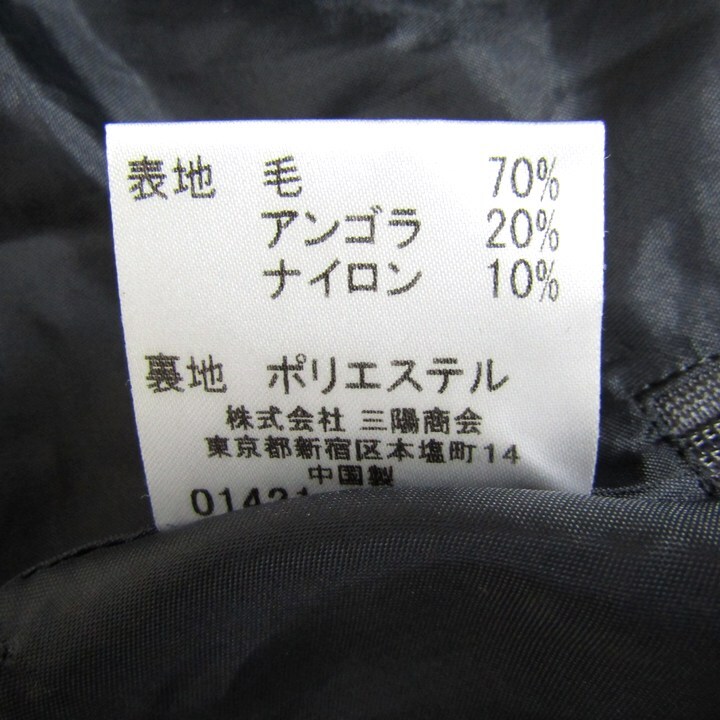 表地 毛 70%
アンゴラ 20%
ナイロン 10%
裏地 ポリエステル
株式会社 三陽商会
東京都新宿区本塩町14
中国製